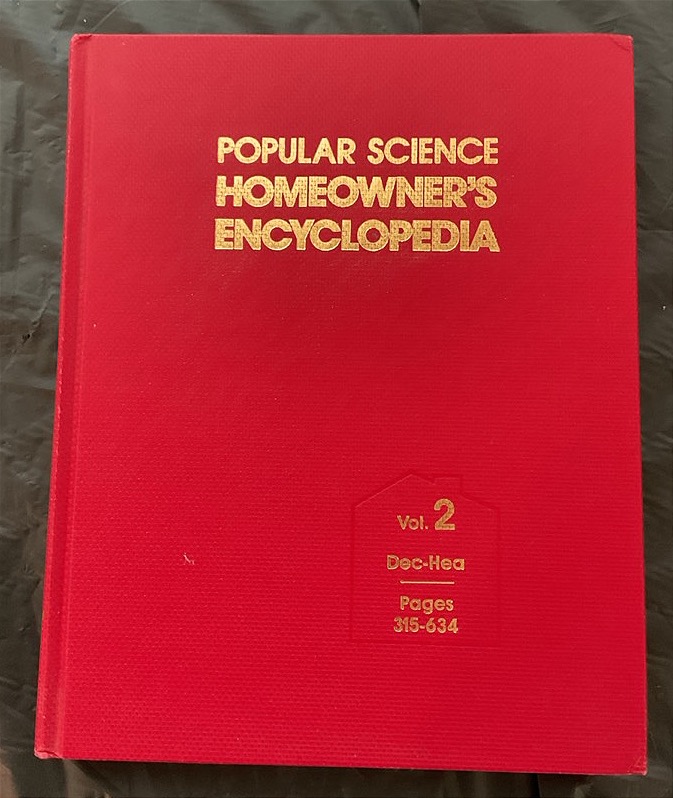 POPULAR SCIENCE
HOMEOWNER'S
ENCYCLOPEDIA
Vol. 2
Dec-Hea
Pages
315-634